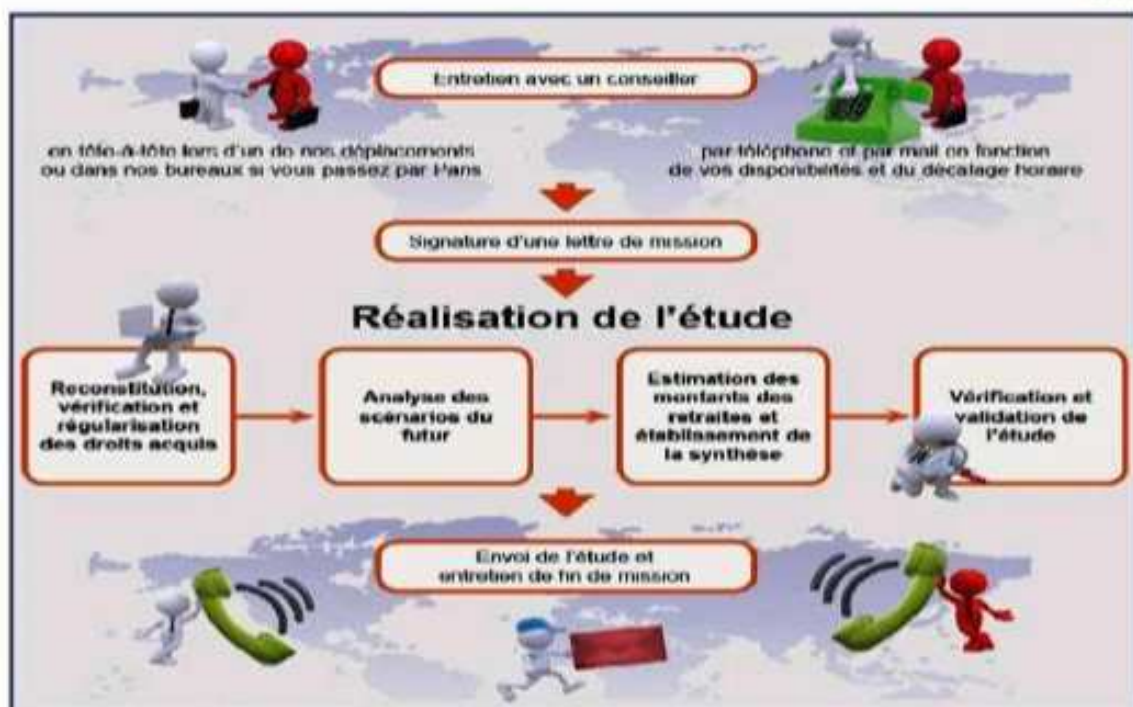 Entretien avec un conseiller
en tête-à-tête lors d'un de nos déplacements
ou dans nos bureaux si vous passez par Paris
par téléphone et par mail en fonction
de vos disponibilités et du décalage horaire
Signature d'une lettre de mission
Réalisation de l'étude
Reconstitution,
vérification et
régularisation
des droits acquis
Analyse des
scénarios du
futur
Estimation des
montants des
retraites et
établissement de
la synthèse
Vérification et
validation de
l'étude
Envoi de l'étude et
entretien de fin de mission